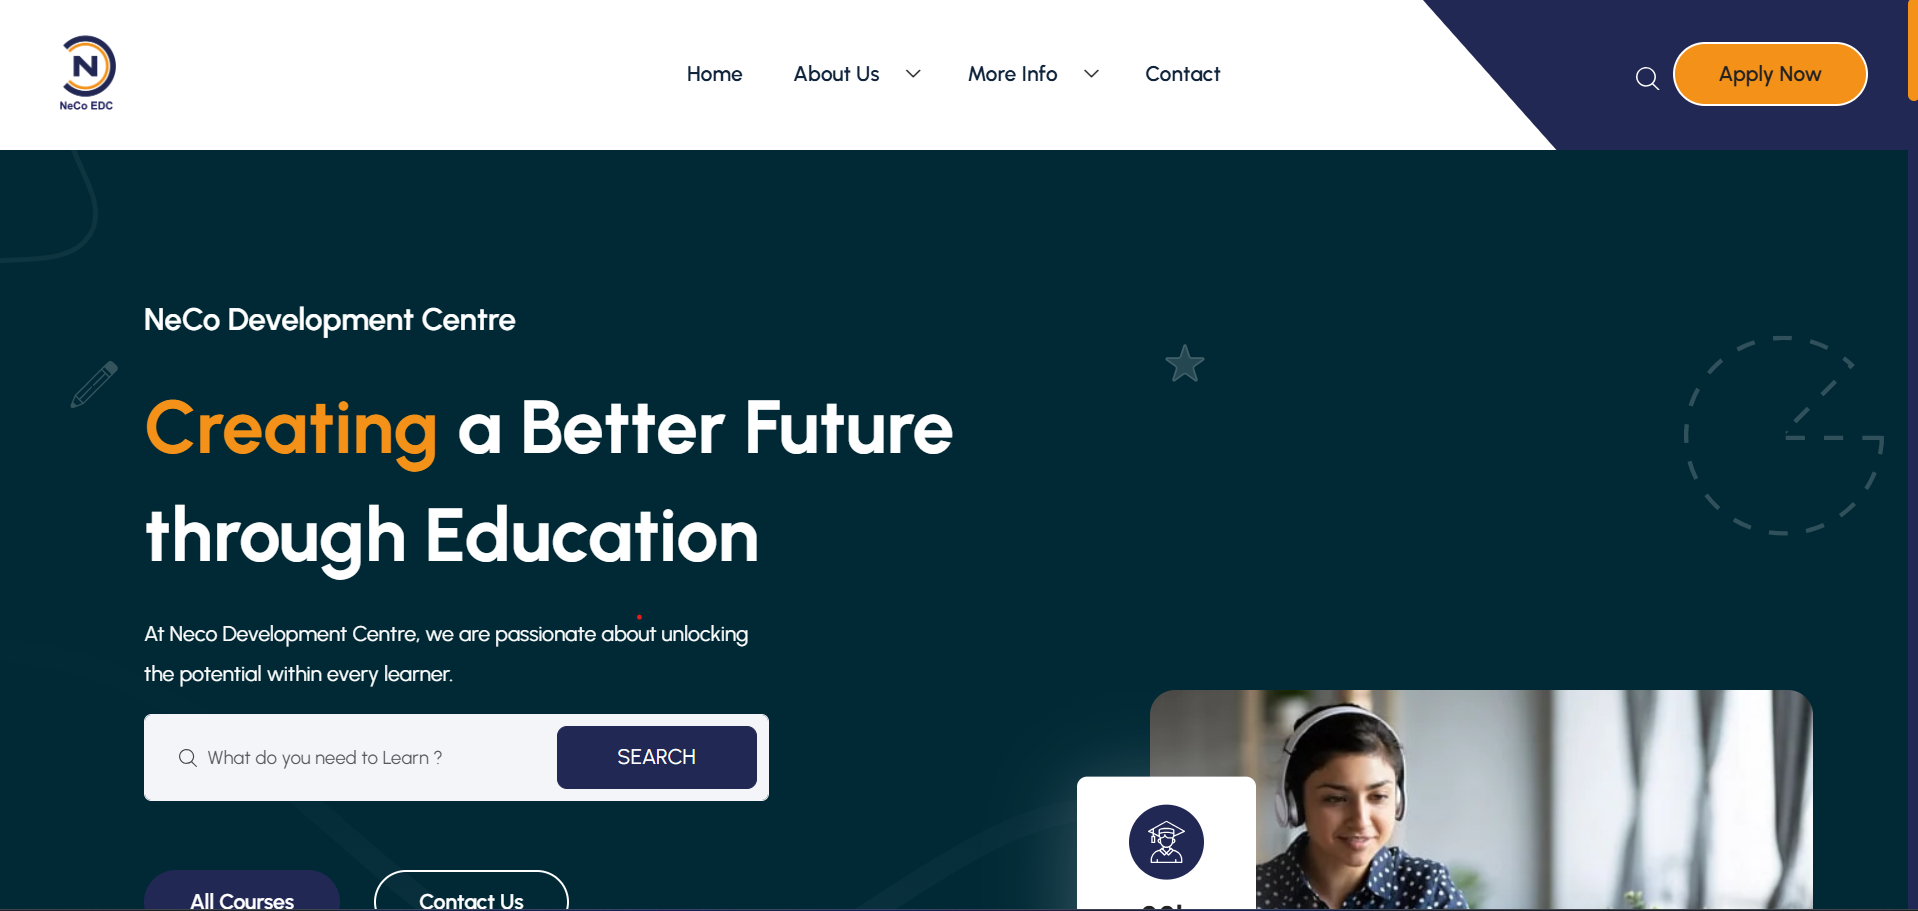 N
NeCo EDC
Home
About Us
More Info
Contact
Apply Now
NeCo Development Centre
Creating a Better Future
through Education
At Neco Development Centre, we are passionate about unlocking
the potential within every learner.
What do you need to Learn ?
SEARCH
All Courses
Contact Us